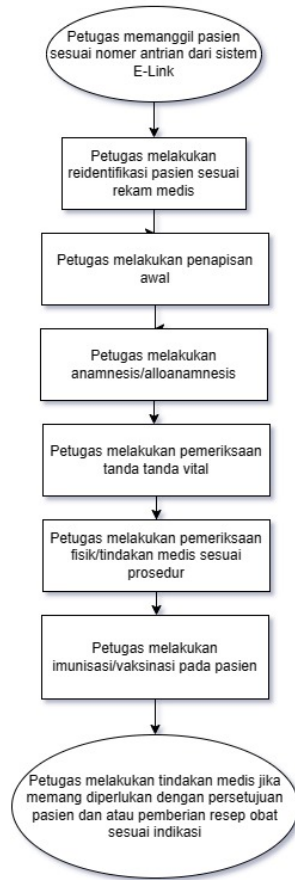 Petugas memanggil pasien
sesuai nomer antrian dari sistem
E-Link
Petugas melakukan
reidentifikasi pasien sesuai
rekam medis
Petugas melakukan penapisan
awal
Petugas melakukan
anamnesis/alloanamnesis
Petugas melakukan pemeriksaan
tanda tanda vital
Petugas melakukan pemeriksaan
fisik/tindakan medis sesuai
prosedur
Petugas melakukan
imunisasi/vaksinasi pada pasien
Petugas melakukan tindakan medis jika
memang diperlukan dengan persetujuan
pasien dan atau pemberian resep obat
sesuai indikasi